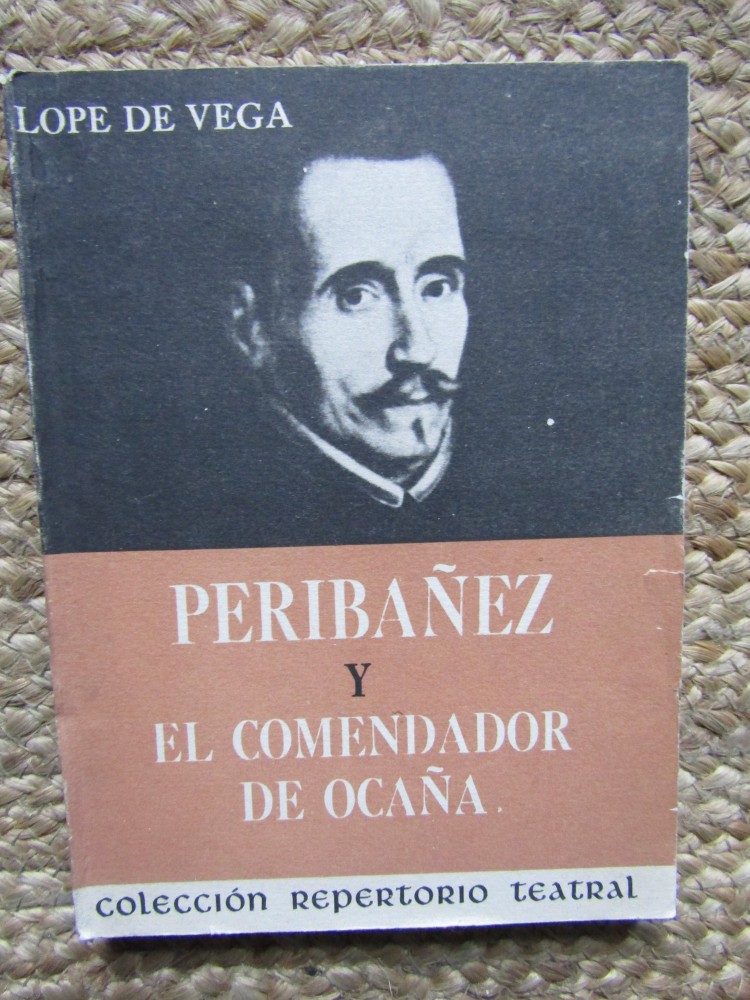 LOPE DE VEGA
PERIBAÑEZ
Y
EL COMENDADOR
DE OCAÑA.
colección repertorio teatral